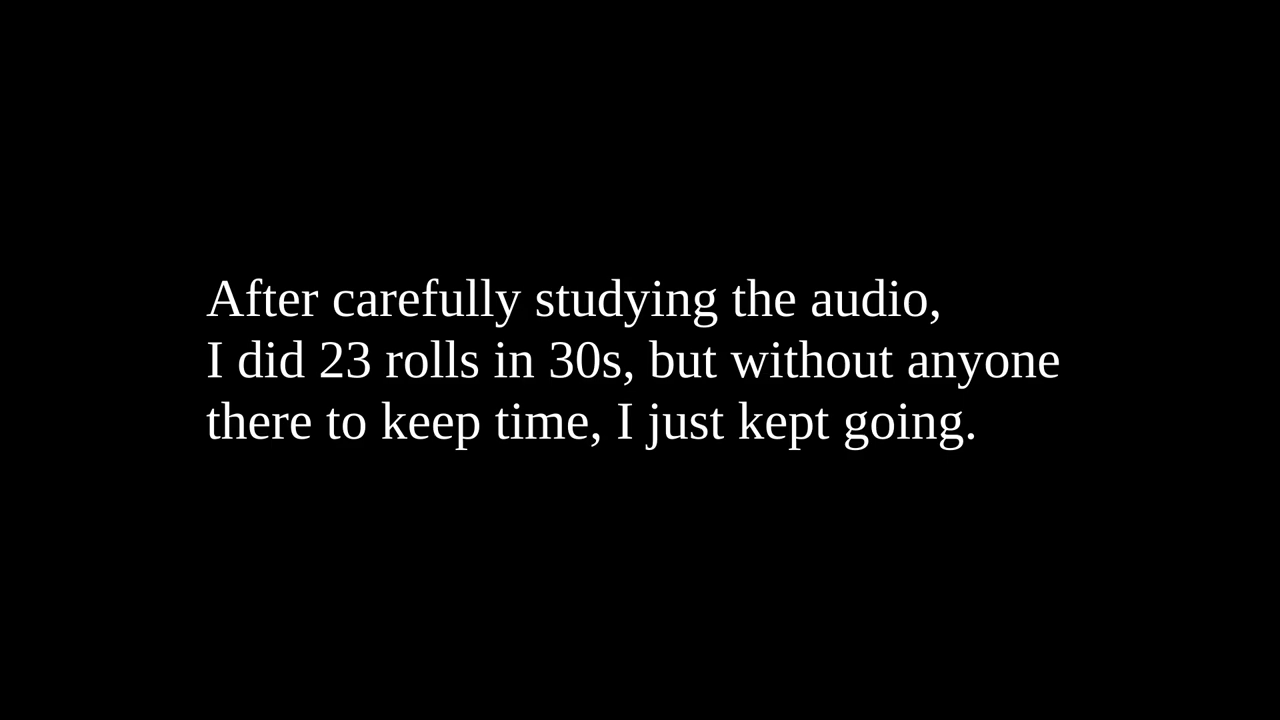 After carefully studying the audio,
I did 23 rolls in 30s, but without anyone
there to keep time, I just kept going.